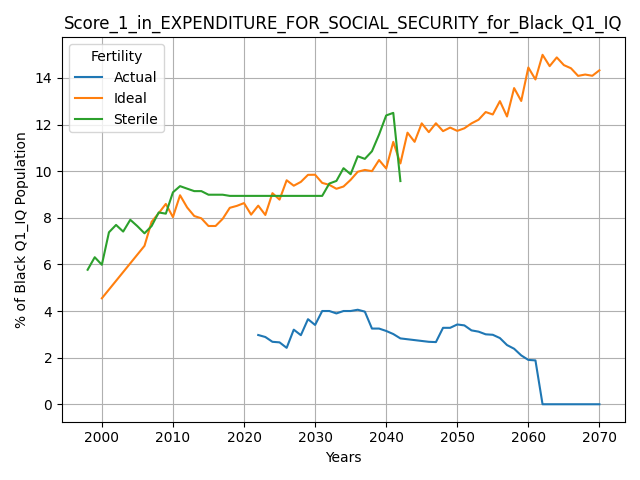 Score_1_in_EXPENDITURE_FOR_SOCIAL_SECURITY_for_Black_Q1_IQ
Fertility
Actual
Ideal
Sterile
% of Black Q1_IQ Population
14
12
10
8
6
4
2
0
2000 2010 2020 2030 2040 2050 2060 2070
Years